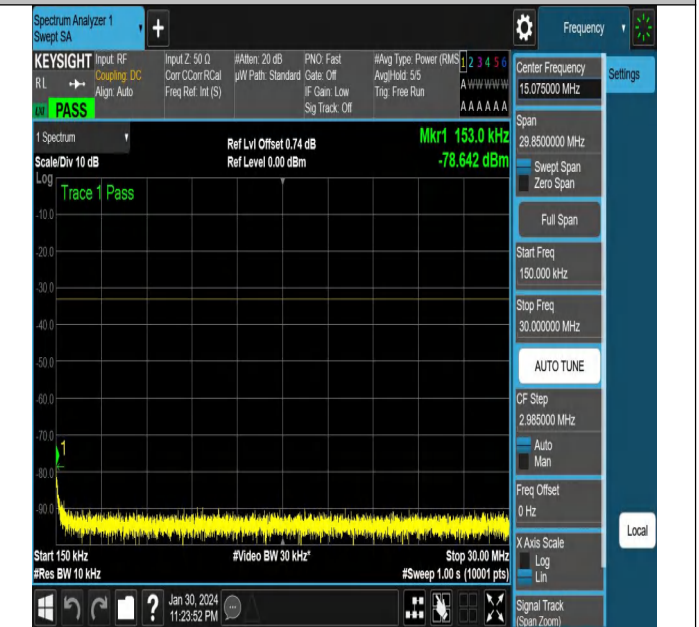 Spectrum Analyzer 1
Swept SA
+
Frequency
KEYSIGHT
RL
PASS
Input: RF
Coupling: DC
Align: Auto
Input Z: 50 Ω
Corr CCorr RCal
Freq Ref: Int (S)
#Atten: 20 dB
µW Path: Standard
PNO: Fast
Gate: Off
IF Gain: Low
Sig Track: Off
#Avg Type: Power (RMS
Avg|Hold: 5/5
Trig: Free Run
1 2 3 4 5 6
A W W W W W
A A A A A A
1 Spectrum
Scale/Div 10 dB
Ref Lvl Offset 0.74 dB
Ref Level 0.00 dBm
Mkr1 153.0 kHz
-78.642 dBm
Log
Trace 1 Pass
-10.0
-20.0
-40.0
-50.0
-60.0
-70.0
1
-80.0
-90.0
Start 150 kHz
#Video BW 30 kHz*
Stop 30.00 MHz
#Res BW 10 kHz
#Sweep 1.00 s (10001 pts)
?
Jan 30, 2024
11:23:52 PM
Center Frequency
15.075000 MHz
Settings
Span
29.8500000 MHz
Swept Span
Zero Span
Full Span
Start Freq
150.000 kHz
Stop Freq
30.000000 MHz
AUTO TUNE
CF Step
2.985000 MHz
Auto
Man
Freq Offset
0 Hz
Local
X Axis Scale
Log
Lin
Signal Track
(Span Zoom)